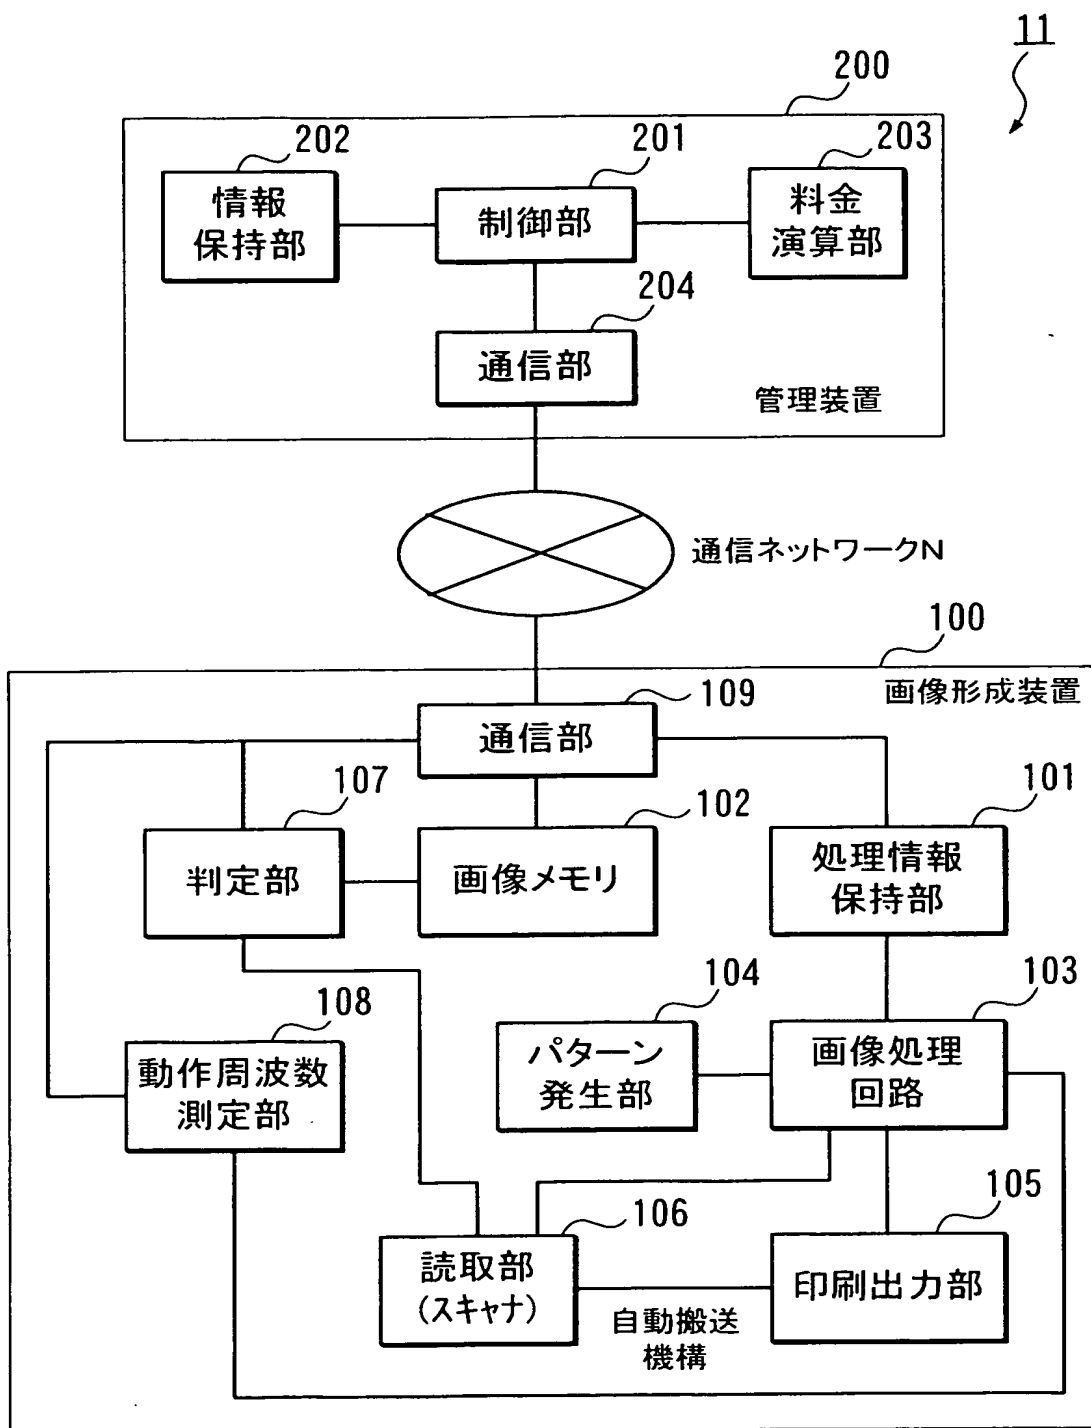 11
200
202
201
203
情報
保持部
制御部
料金
演算部
204
通信部
管理装置
通信ネットワークN
100
画像形成装置
109
通信部
107
102
101
判定部
画像メモリ
処理情報
保持部
108
104
103
動作周波数
測定部
パターン
発生部
画像処理
回路
106
105
読取部
(スキャナ)
印刷出力部
自動搬送
機構